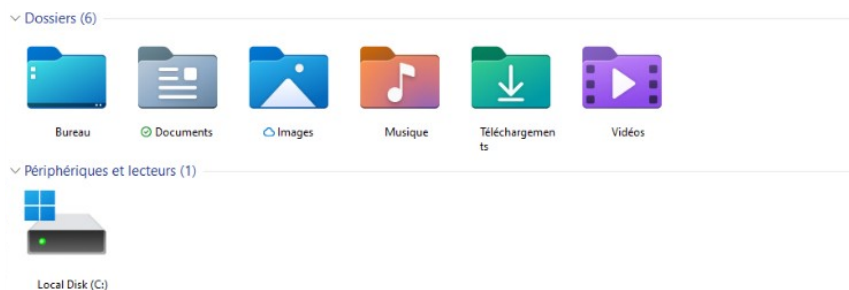 Dossiers (6)
Bureau
Documents
Images
Musique
Téléchargemen
ts
Vidéos
Périphériques et lecteurs (1)
Local Disk (C:)